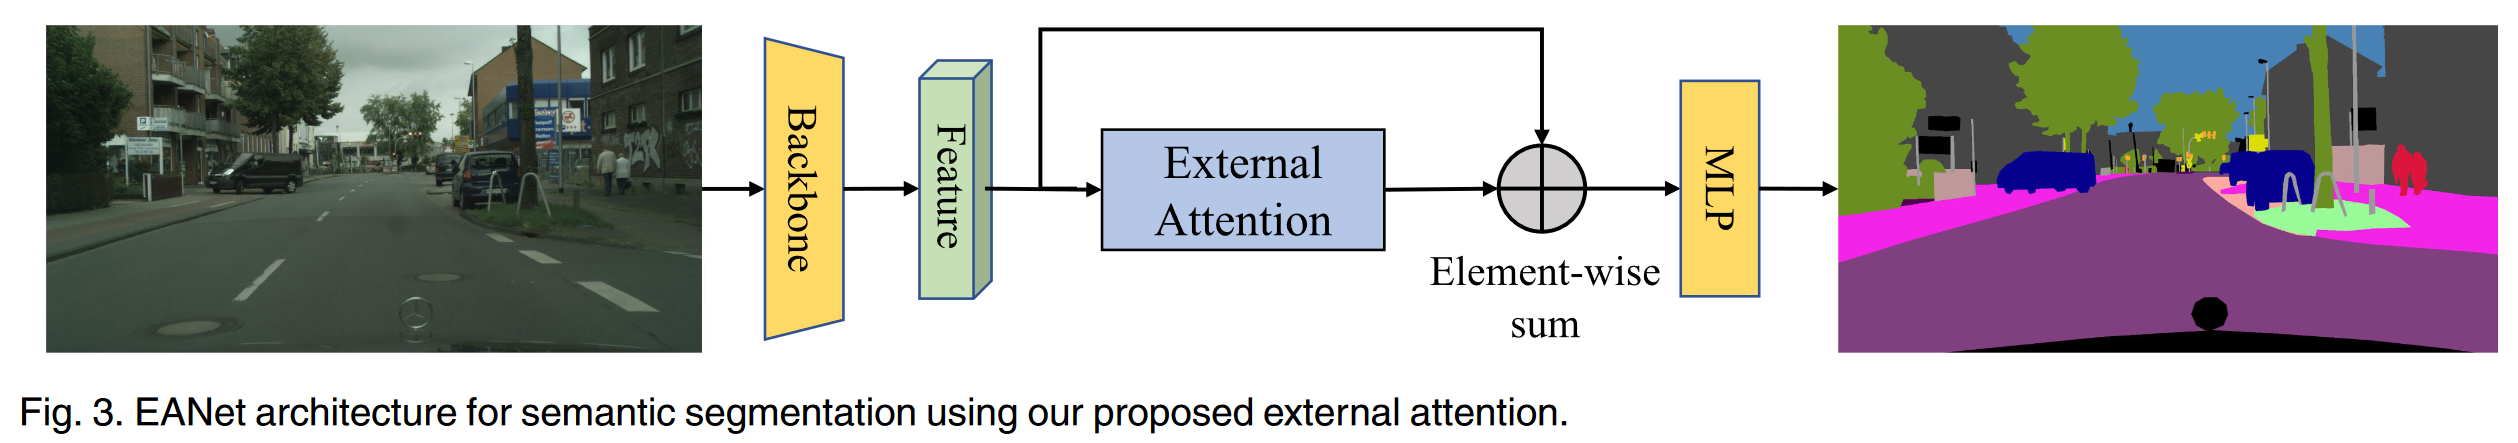 Backbone
Feature
External
Attention
Element-wise
sum
MLP
Fig. 3. EANet architecture for semantic segmentation using our proposed external attention.